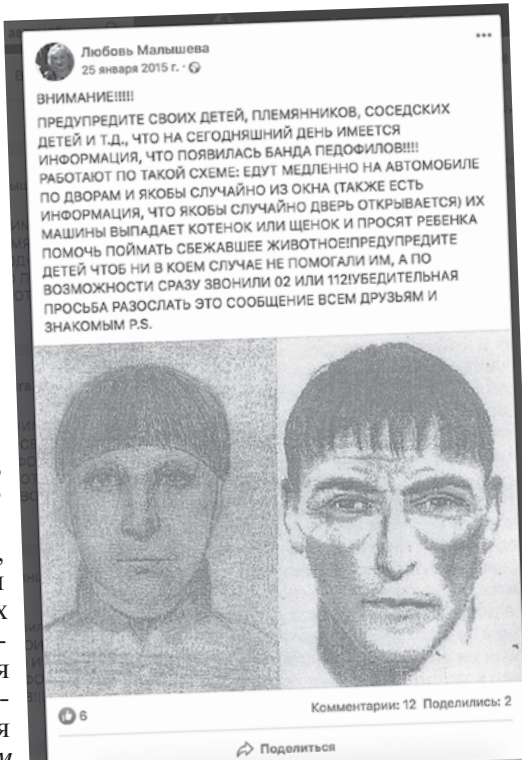 Любовь Малышева
25 января 2015 г.
ВНИМАНИЕ!!!!!
ПРЕДУПРЕДИТЕ СВОИХ ДЕТЕЙ, ПЛЕМЯННИКОВ, СОСЕДСКИХ
ДЕТЕЙ И Т.Д., ЧТО НА СЕГОДНЯШНИЙ ДЕНЬ ИМЕЕТСЯ
ИНФОРМАЦИЯ, ЧТО ПОЯВИЛАСЬ БАНДА ПЕДОФИЛОВ!!!!
РАБОТАЮТ ПО ТАКОЙ СХЕМЕ: ЕДУТ МЕДЛЕННО НА АВТОМОБИЛЕ
ПО ДВОРАМ И ЯКОБЫ СЛУЧАЙНО ИЗ ОКНА (ТАКЖЕ ЕСТЬ
ИНФОРМАЦИЯ, ЧТО ЯКОБЫ СЛУЧАЙНО ДВЕРЬ ОТКРЫВАЕТСЯ) ИХ
МАШИНЫ ВЫПАДАЕТ КОТЕНОК ИЛИ ЩЕНОК И ПРОСЯТ РЕБЕНКА
ПОМОЧЬ ПОЙМАТЬ СБЕЖАВШЕЕ ЖИВОТНОЕ!ПРЕДУПРЕДИТЕ
ДЕТЕЙ ЧТОБ НИ В КОЕМ СЛУЧАЕ НЕ ПОМОГАЛИ ИМ, А ПО
ВОЗМОЖНОСТИ СРАЗУ ЗВОНИЛИ 02 ИЛИ 112!УБЕДИТЕЛЬНАЯ
ПРОСЬБА РАЗОСЛАТЬ ЭТО СООБЩЕНИЕ ВСЕМ ДРУЗЬЯМ И
ЗНАКОМЫМ P.S.
6
Комментарии: 12 Поделились: 2
Поделиться